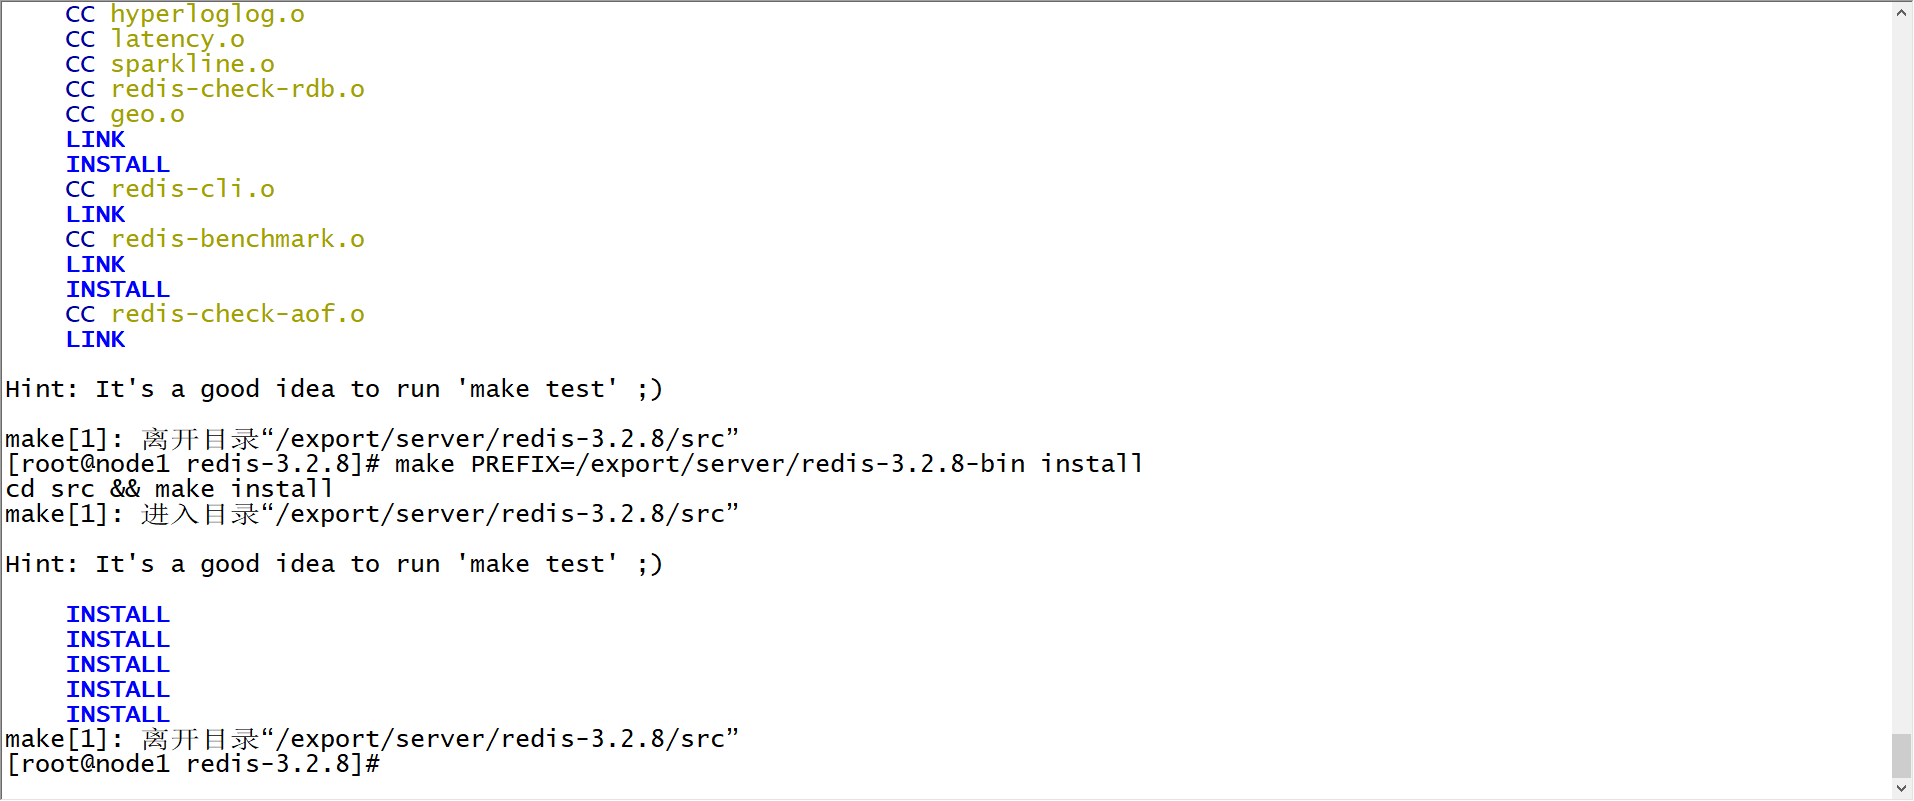 CC hyperloglog.o
CC latency.o
CC sparkline.o
CC redis-check-rdb.o
CC geo.o
LINK
INSTALL
CC redis-cli.o
LINK
CC redis-benchmark.o
LINK
INSTALL
CC redis-check-aof.o
LINK
Hint: It's a good idea to run 'make test' ;)
make[1]: 离开目录“/export/server/redis-3.2.8/src”
[root@node1 redis-3.2.8]# make PREFIX=/export/server/redis-3.2.8-bin install
cd src && make install
make[1]: 进入目录“/export/server/redis-3.2.8/src”
Hint: It's a good idea to run 'make test' ;)
INSTALL
INSTALL
INSTALL
INSTALL
INSTALL
make[1]: 离开目录“/export/server/redis-3.2.8/src”
[root@node1 redis-3.2.8]#